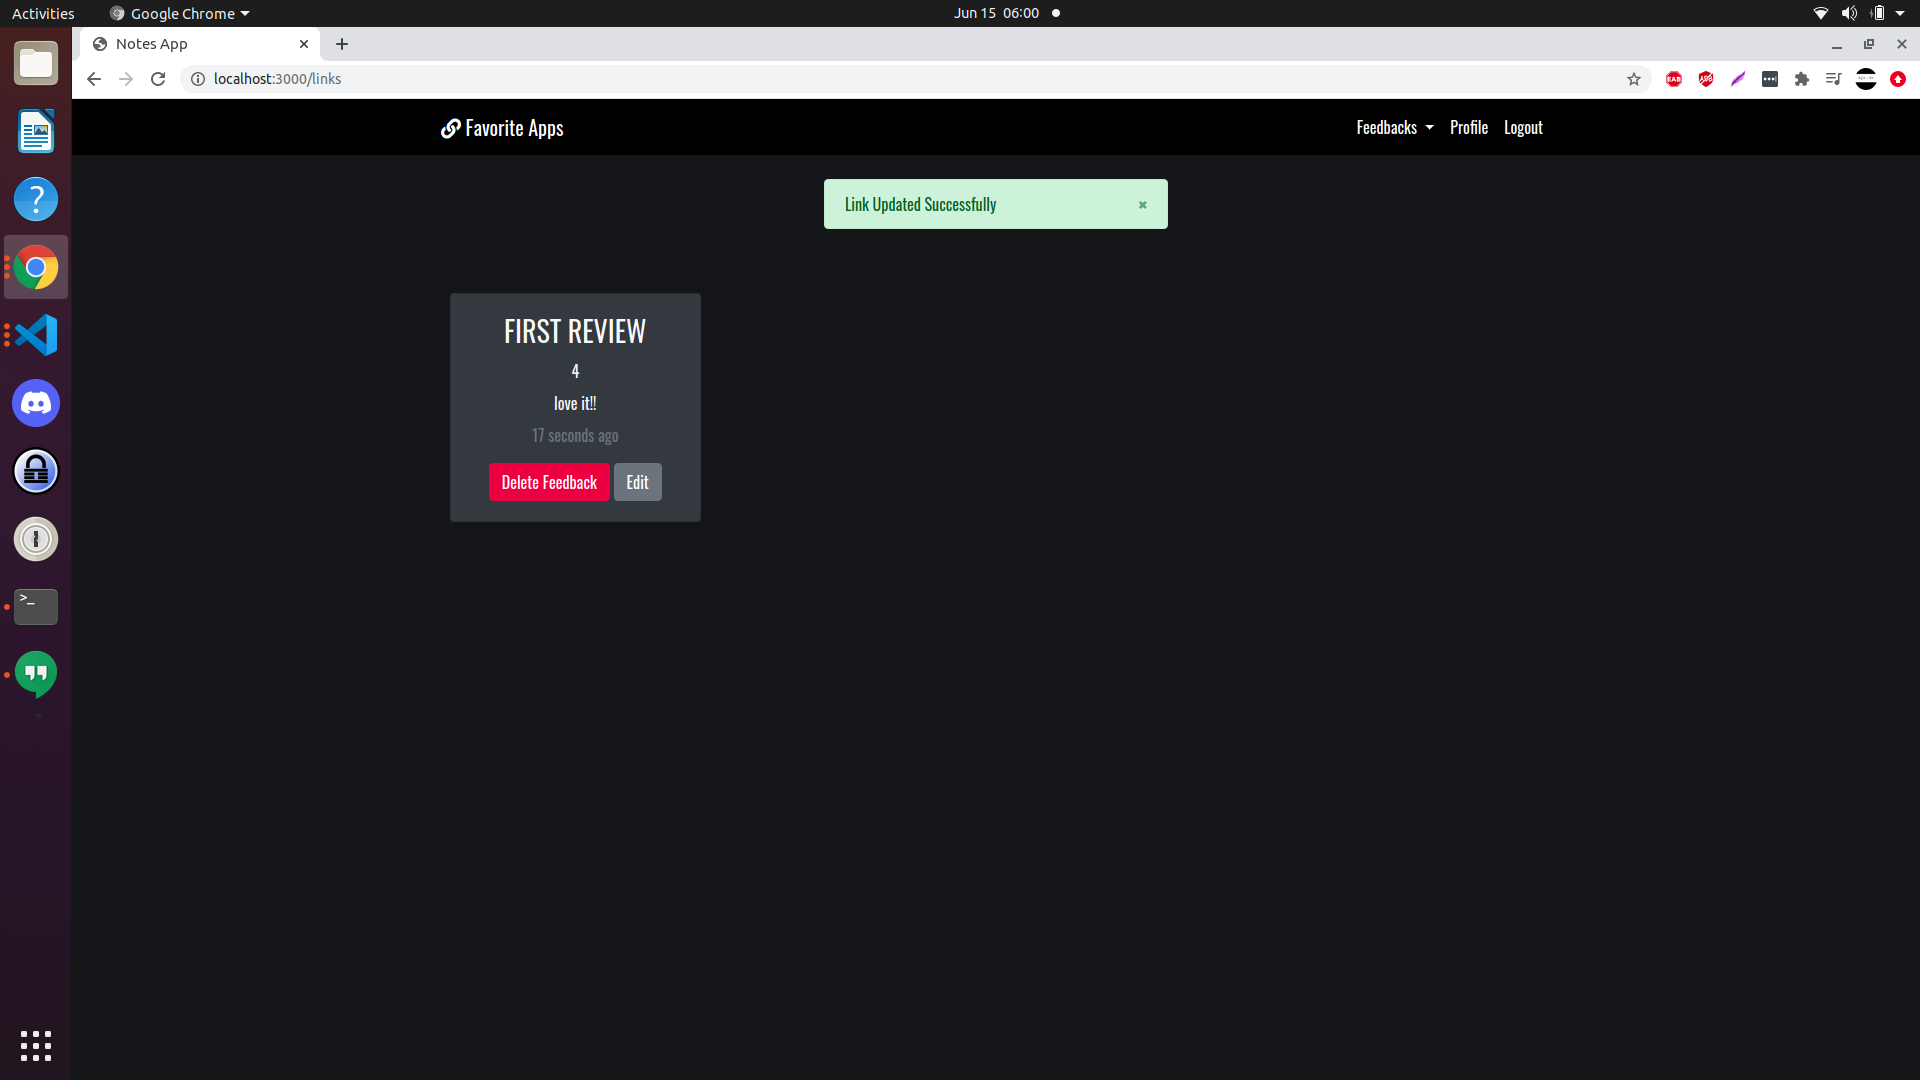 Activities
Google Chrome
Jun 15 06:00
Notes App
localhost:3000/links
Favorite Apps
Feedbacks
Profile
Logout
Link Updated Successfully
FIRST REVIEW
4
love it!!
17 seconds ago
Delete Feedback
Edit